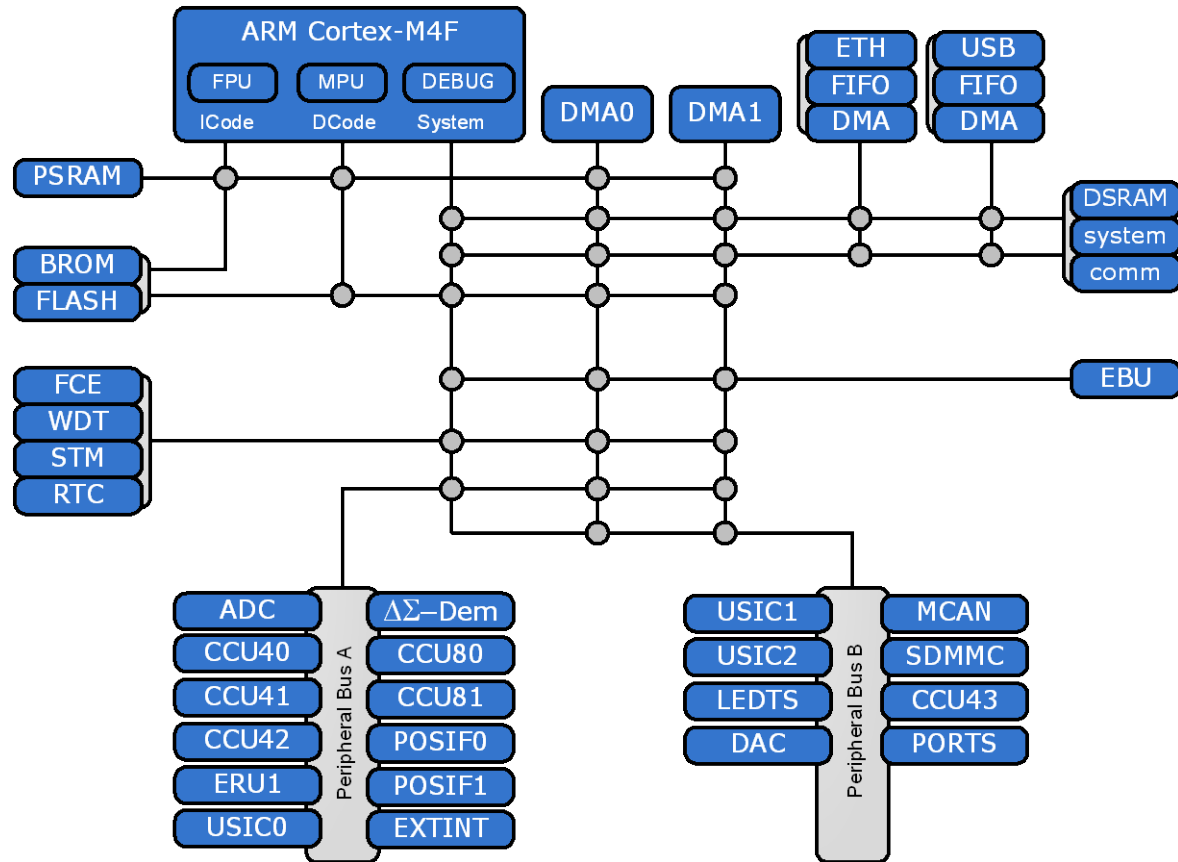 ARM Cortex-M4F
FPU MPU DEBUG
ICode DCode System
DMA0
DMA1
ETH
FIFO
DMA
USB
FIFO
DMA
PSRAM
BROM
FLASH
DSRAM
system
comm
FCE
WDT
STM
RTC
EBU
Peripheral Bus A
ADC
CCU40
CCU41
CCU42
ERU1
USIC0
ΔΣ–Dem
CCU80
CCU81
POSIF0
POSIF1
EXTINT
Peripheral Bus B
USIC1
USIC2
LEDTS
DAC
MCAN
SDMMC
CCU43
PORTS